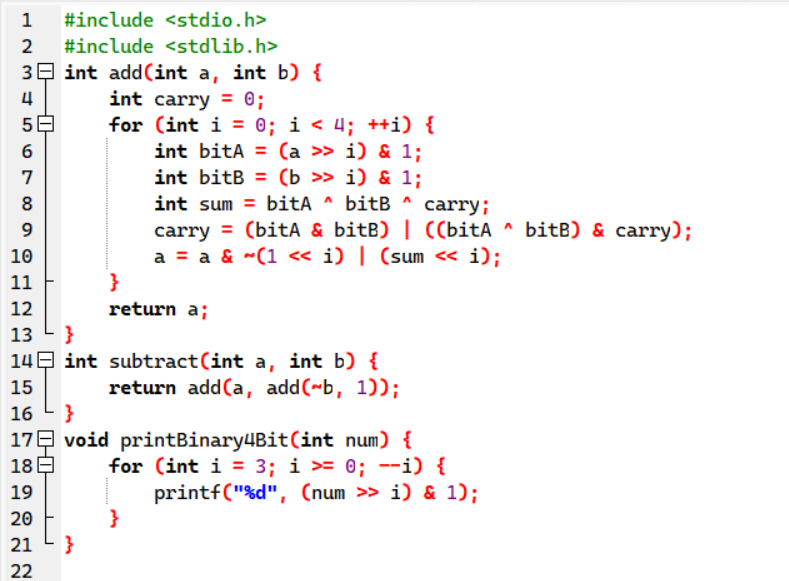 1 #include <stdio.h>
2 #include <stdlib.h>
3 int add(int a, int b) {
4     int carry = 0;
5     for (int i = 0; i < 4; ++i) {
6         int bitA = (a >> i) & 1;
7         int bitB = (b >> i) & 1;
8         int sum = bitA ^ bitB ^ carry;
9         carry = (bitA & bitB) | ((bitA ^ bitB) & carry);
10         a = a & ~(1 << i) | (sum << i);
11     }
12     return a;
13 }
14 int subtract(int a, int b) {
15     return add(a, add(~b, 1));
16 }
17 void printBinary4Bit(int num) {
18     for (int i = 3; i >= 0; --i) {
19         printf("%d", (num >> i) & 1);
20     }
21 }
22